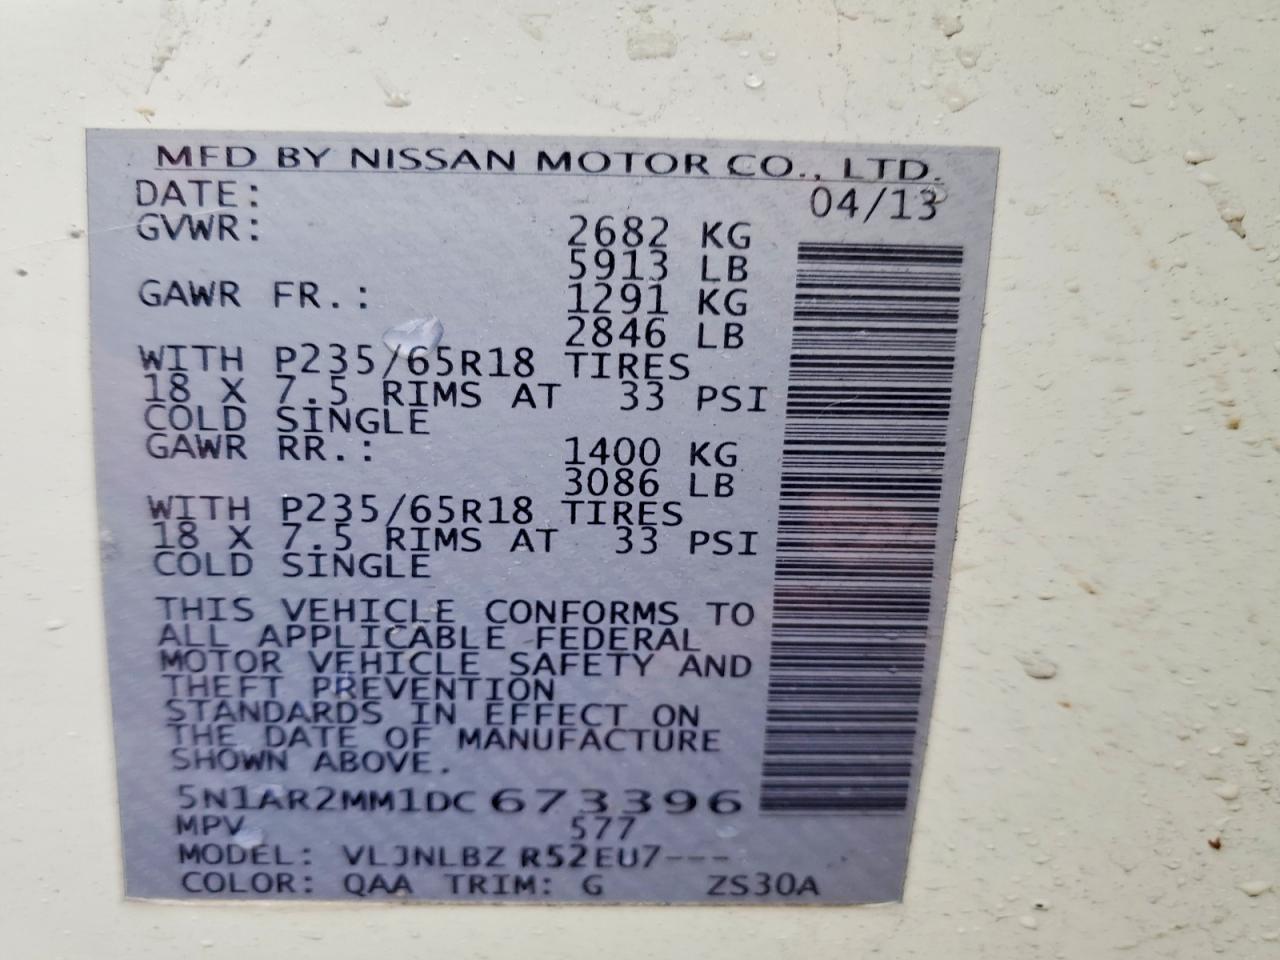 MFD BY NISSAN MOTOR CO., LTD.
DATE: 04/13
GVWR: 2682 KG
5913 LB
GAWR FR.: 1291 KG
2846 LB
WITH P235/65R18 TIRES
18 X 7.5 RIMS AT 33 PSI
COLD SINGLE
GAWR RR.: 1400 KG
3086 LB
WITH P235/65R18 TIRES
18 X 7.5 RIMS AT 33 PSI
COLD SINGLE
THIS VEHICLE CONFORMS TO
ALL APPLICABLE FEDERAL
MOTOR VEHICLE SAFETY AND
THEFT PREVENTION
STANDARDS IN EFFECT ON
THE DATE OF MANUFACTURE
SHOWN ABOVE.
5N1AR2MM1DC673396
MPV 577
MODEL: VLJNLBZ R52EU7---
COLOR: QAA TRIM: G ZS30A